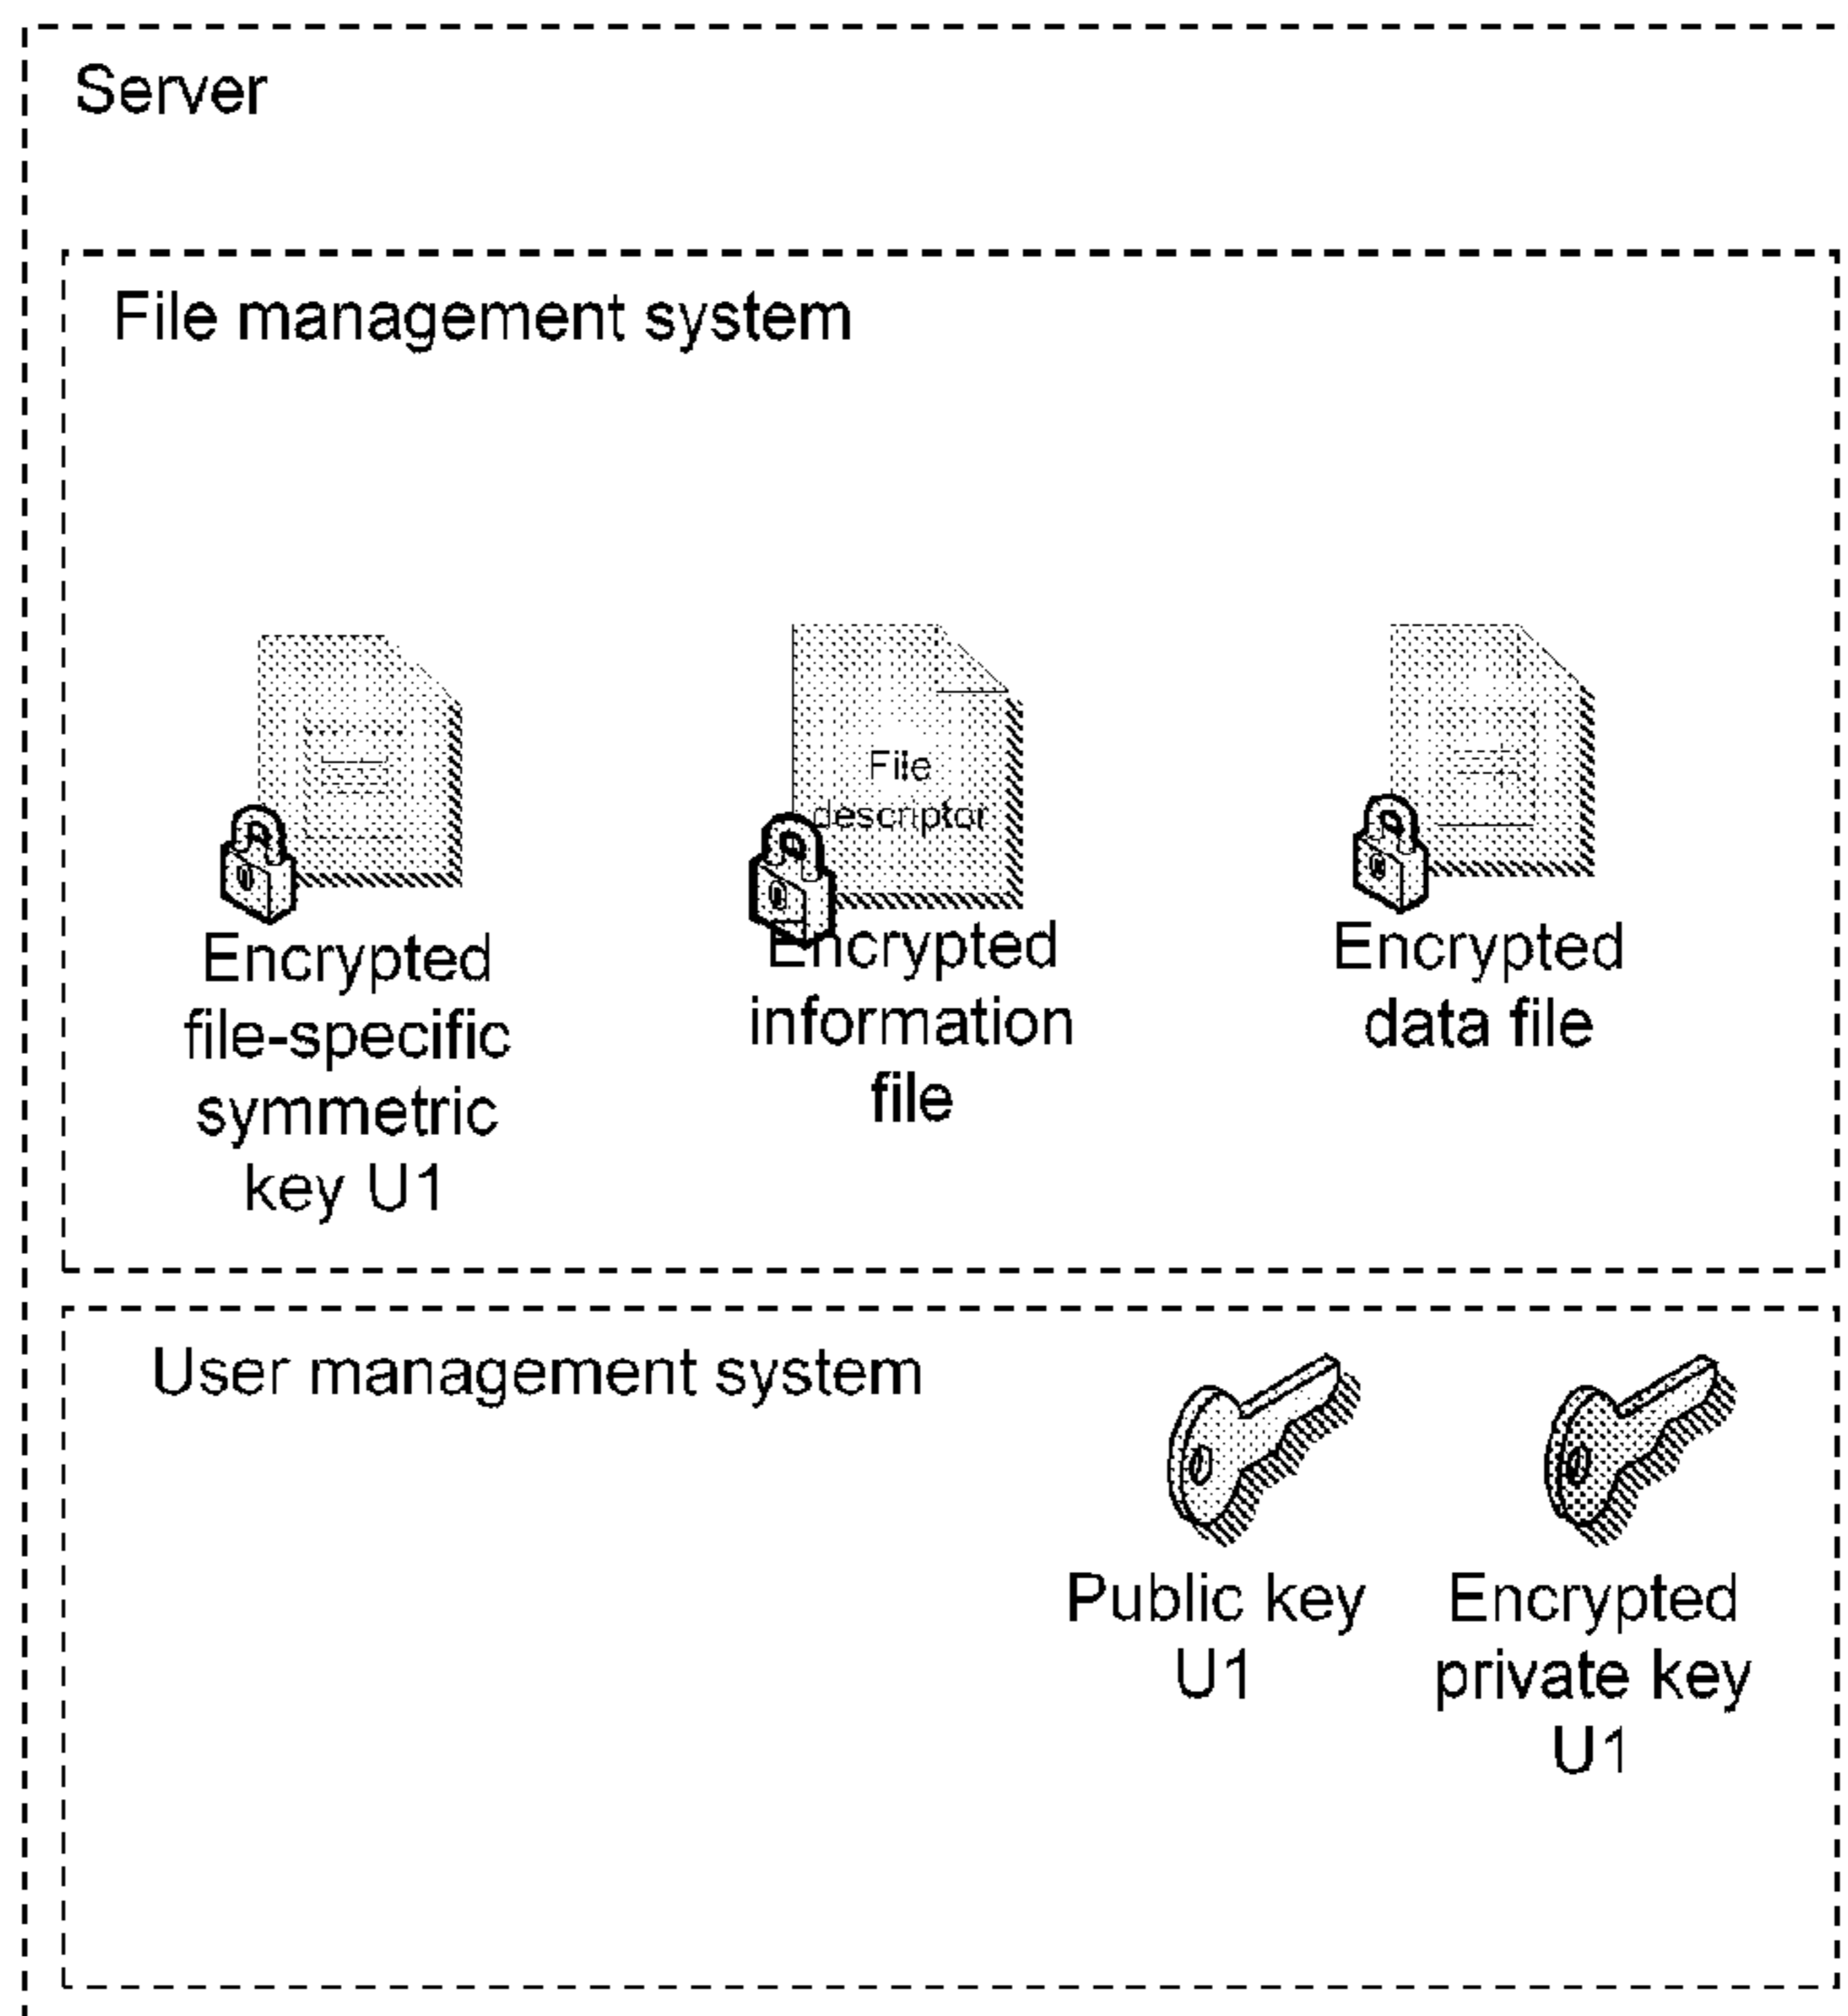 Server
File management system
File
descriptor
Encrypted
file-specific
symmetric
key U1
Encrypted
information
file
Encrypted
data file
User management system
Public key
U1
Encrypted
private key
U1